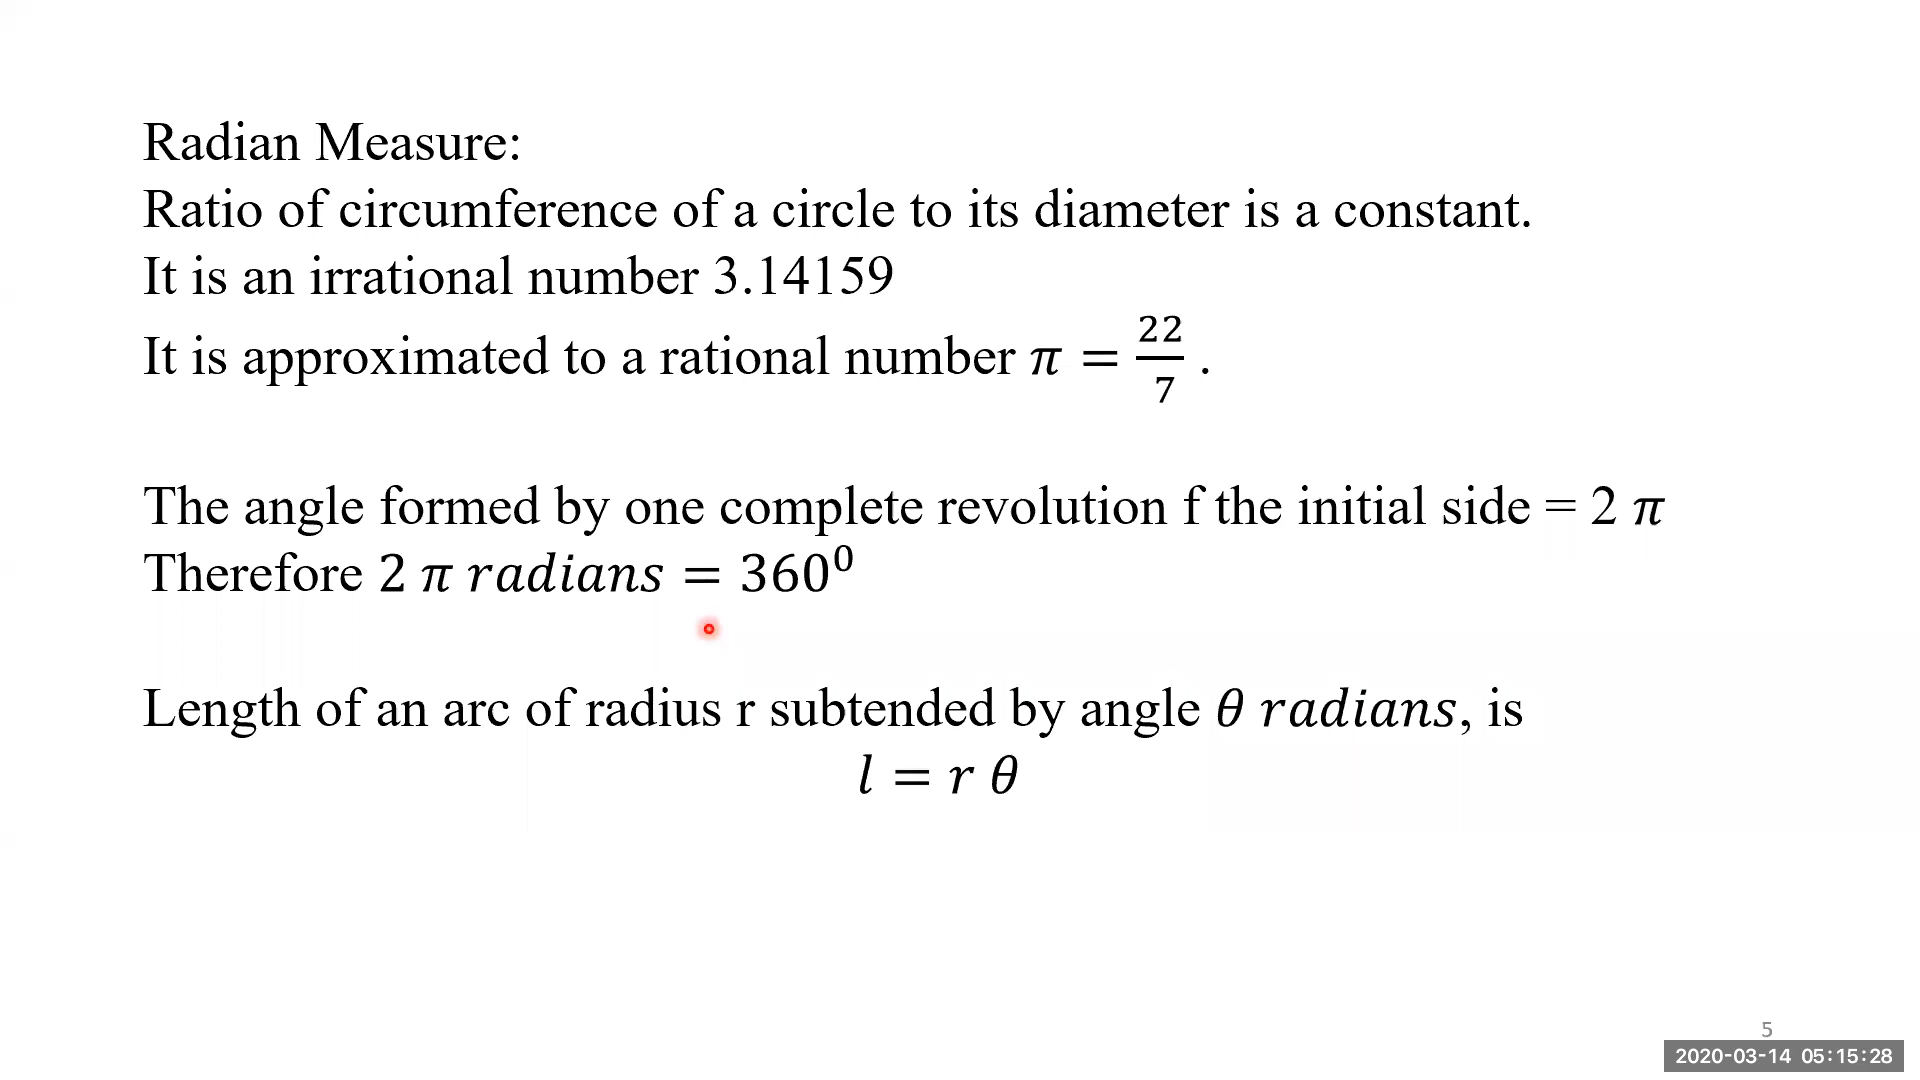 Radian Measure:
Ratio of circumference of a circle to its diameter is a constant.
It is an irrational number 3.14159
It is approximated to a rational number π = 22/7 .
The angle formed by one complete revolution f the initial side = 2 π
Therefore 2 π radians = 360⁰
Length of an arc of radius r subtended by angle θ radians, is
l = r θ
5
2020-03-14 05:15:28